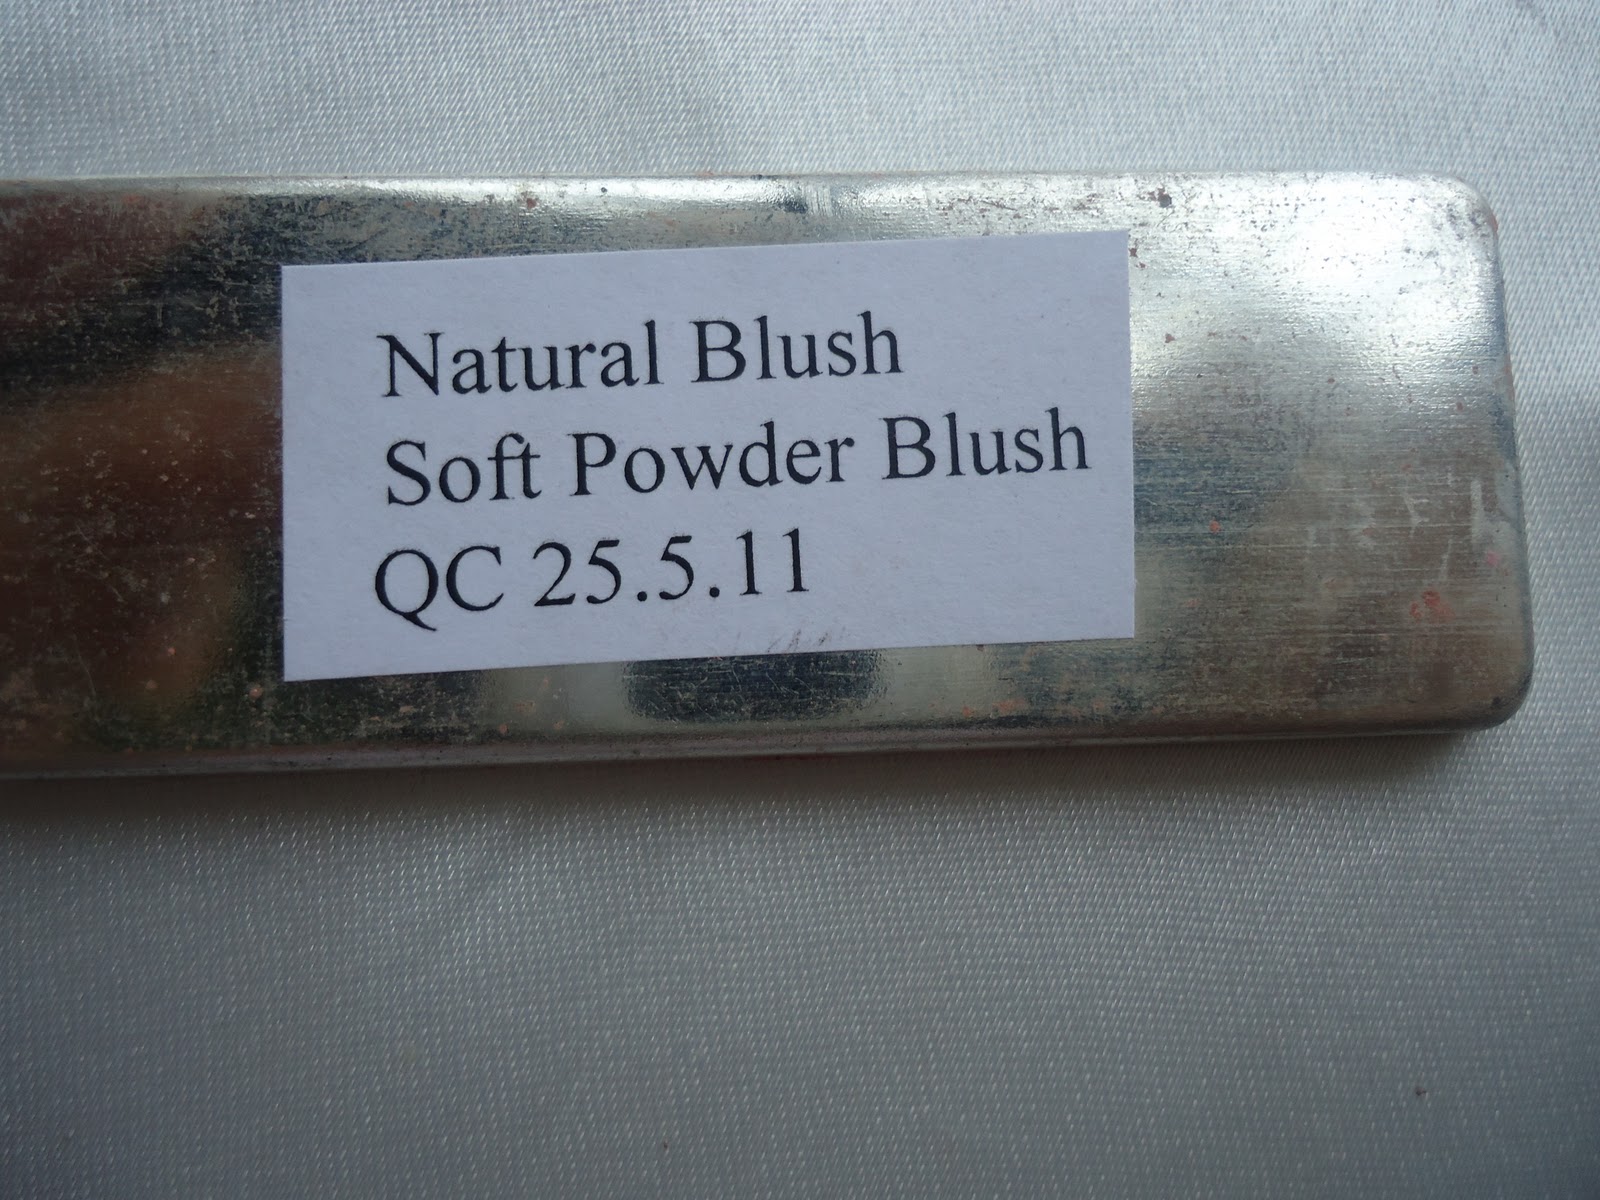 Natural Blush
Soft Powder Blush
QC 25.5.11